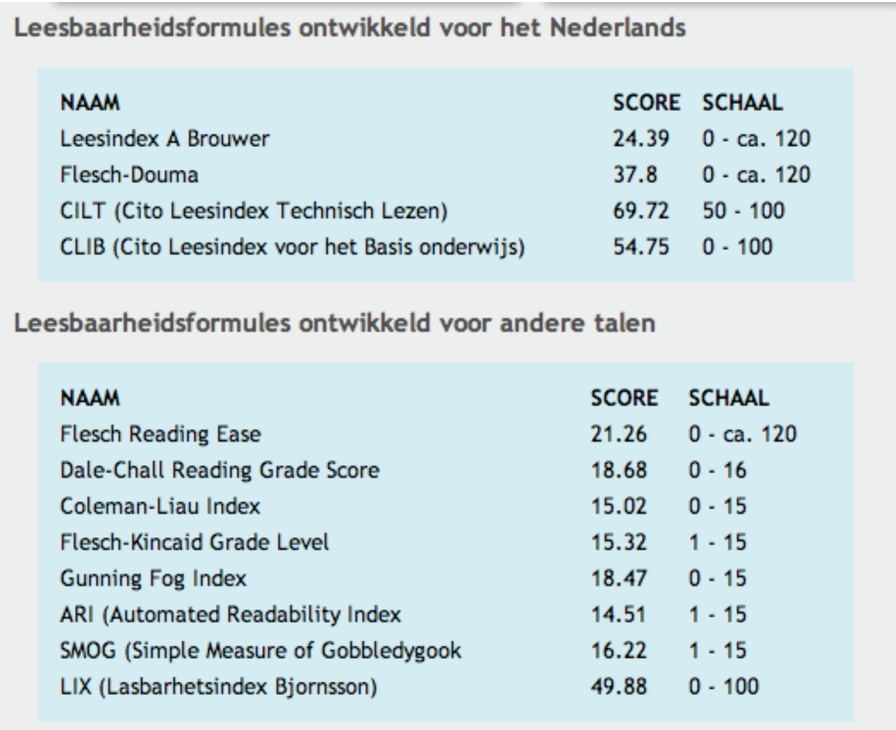 Leesbaarheidsformules ontwikkeld voor het Nederlands
NAAM SCORE SCHAAL
Leesindex A Brouwer 24.39 0 - ca. 120
Flesch-Douma 37.8 0 - ca. 120
CILT (Cito Leesindex Technisch Lezen) 69.72 50 - 100
CLIB (Cito Leesindex voor het Basis onderwijs) 54.75 0 - 100
Leesbaarheidsformules ontwikkeld voor andere talen
NAAM SCORE SCHAAL
Flesch Reading Ease 21.26 0 - ca. 120
Dale-Chall Reading Grade Score 18.68 0 - 16
Coleman-Liau Index 15.02 0 - 15
Flesch-Kincaid Grade Level 15.32 1 - 15
Gunning Fog Index 18.47 0 - 15
ARI (Automated Readability Index 14.51 1 - 15
SMOG (Simple Measure of Gobbledygook 16.22 1 - 15
LIX (Lasbarhetsindex Bjornsson) 49.88 0 - 100